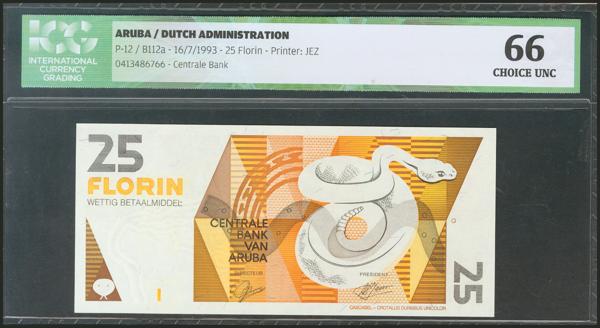 ICG
INTERNATIONAL
CURRENCY
GRADING
ARUBA / DUTCH ADMINISTRATION
P-12 / B112a - 16/7/1993 - 25 Florin - Printer: JEZ
0413486766 - Centrale Bank
66
CHOICE UNC
25
FLORIN
WETTIG BETAALMIDDEL
CENTRALE
BANK
VAN
ARUBA
DIRECTEUR
PRESIDENT
25
CASCABEL - CROTALUS DURISSUS UNICOLOR